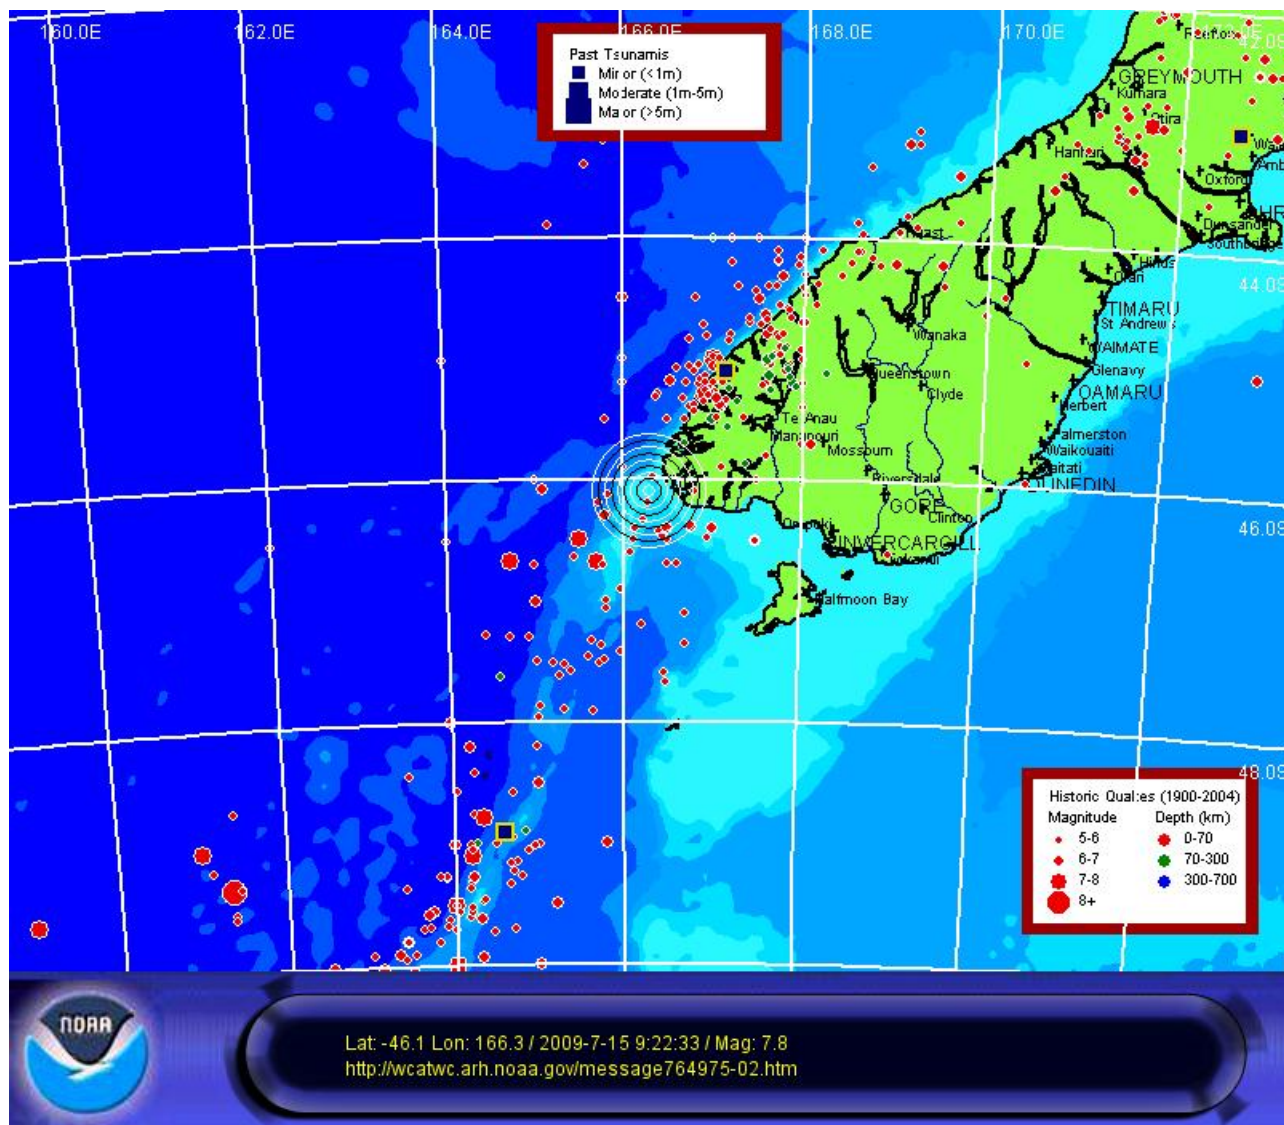 160.0E 162.0E 164.0E 166.0E 168.0E 170.0E
42.0S
Past Tsunamis
Minor (<1m)
Moderate (1m-5m)
Major (>5m)
GREYMOUTH
Kumara
Otira
Oxford
Dunsandel
Southbridge
Hinds
44.0S
TIMARU
St Andrews
Wanaka
WAIMATE
Queenstown
Glenavy
Clyde
OAMARU
Herbert
Te Anau
Manapouri
Palmerston
Mossburn
Waikouaiti
Waitati
Riversdale
DUNEDIN
GORE
Clinton
46.0S
INVERCARGILL
Halfmoon Bay
48.0S
Historic Quakes (1900-2004)
Magnitude Depth (km)
5-6 0-70
6-7 70-300
7-8 300-700
8+
NOAA
Lat: -46.1 Lon: 166.3 / 2009-7-15 9:22:33 / Mag: 7.8
http://wcatwc.arh.noaa.gov/message764975-02.htm